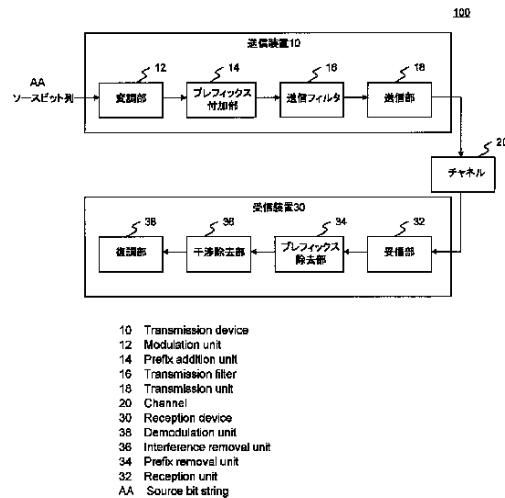 100
送信装置10
12
14
16
18
AA
ソースビット列
変調部
プレフィックス
付加部
送信フィルタ
送信部
20
チャネル
受信装置30
38
36
34
32
復調部
干渉除去部
プレフィックス
除去部
受信部
10 Transmission device
12 Modulation unit
14 Prefix addition unit
16 Transmission filter
18 Transmission unit
20 Channel
30 Reception device
38 Demodulation unit
36 Interference removal unit
34 Prefix removal unit
32 Reception unit
AA Source bit string